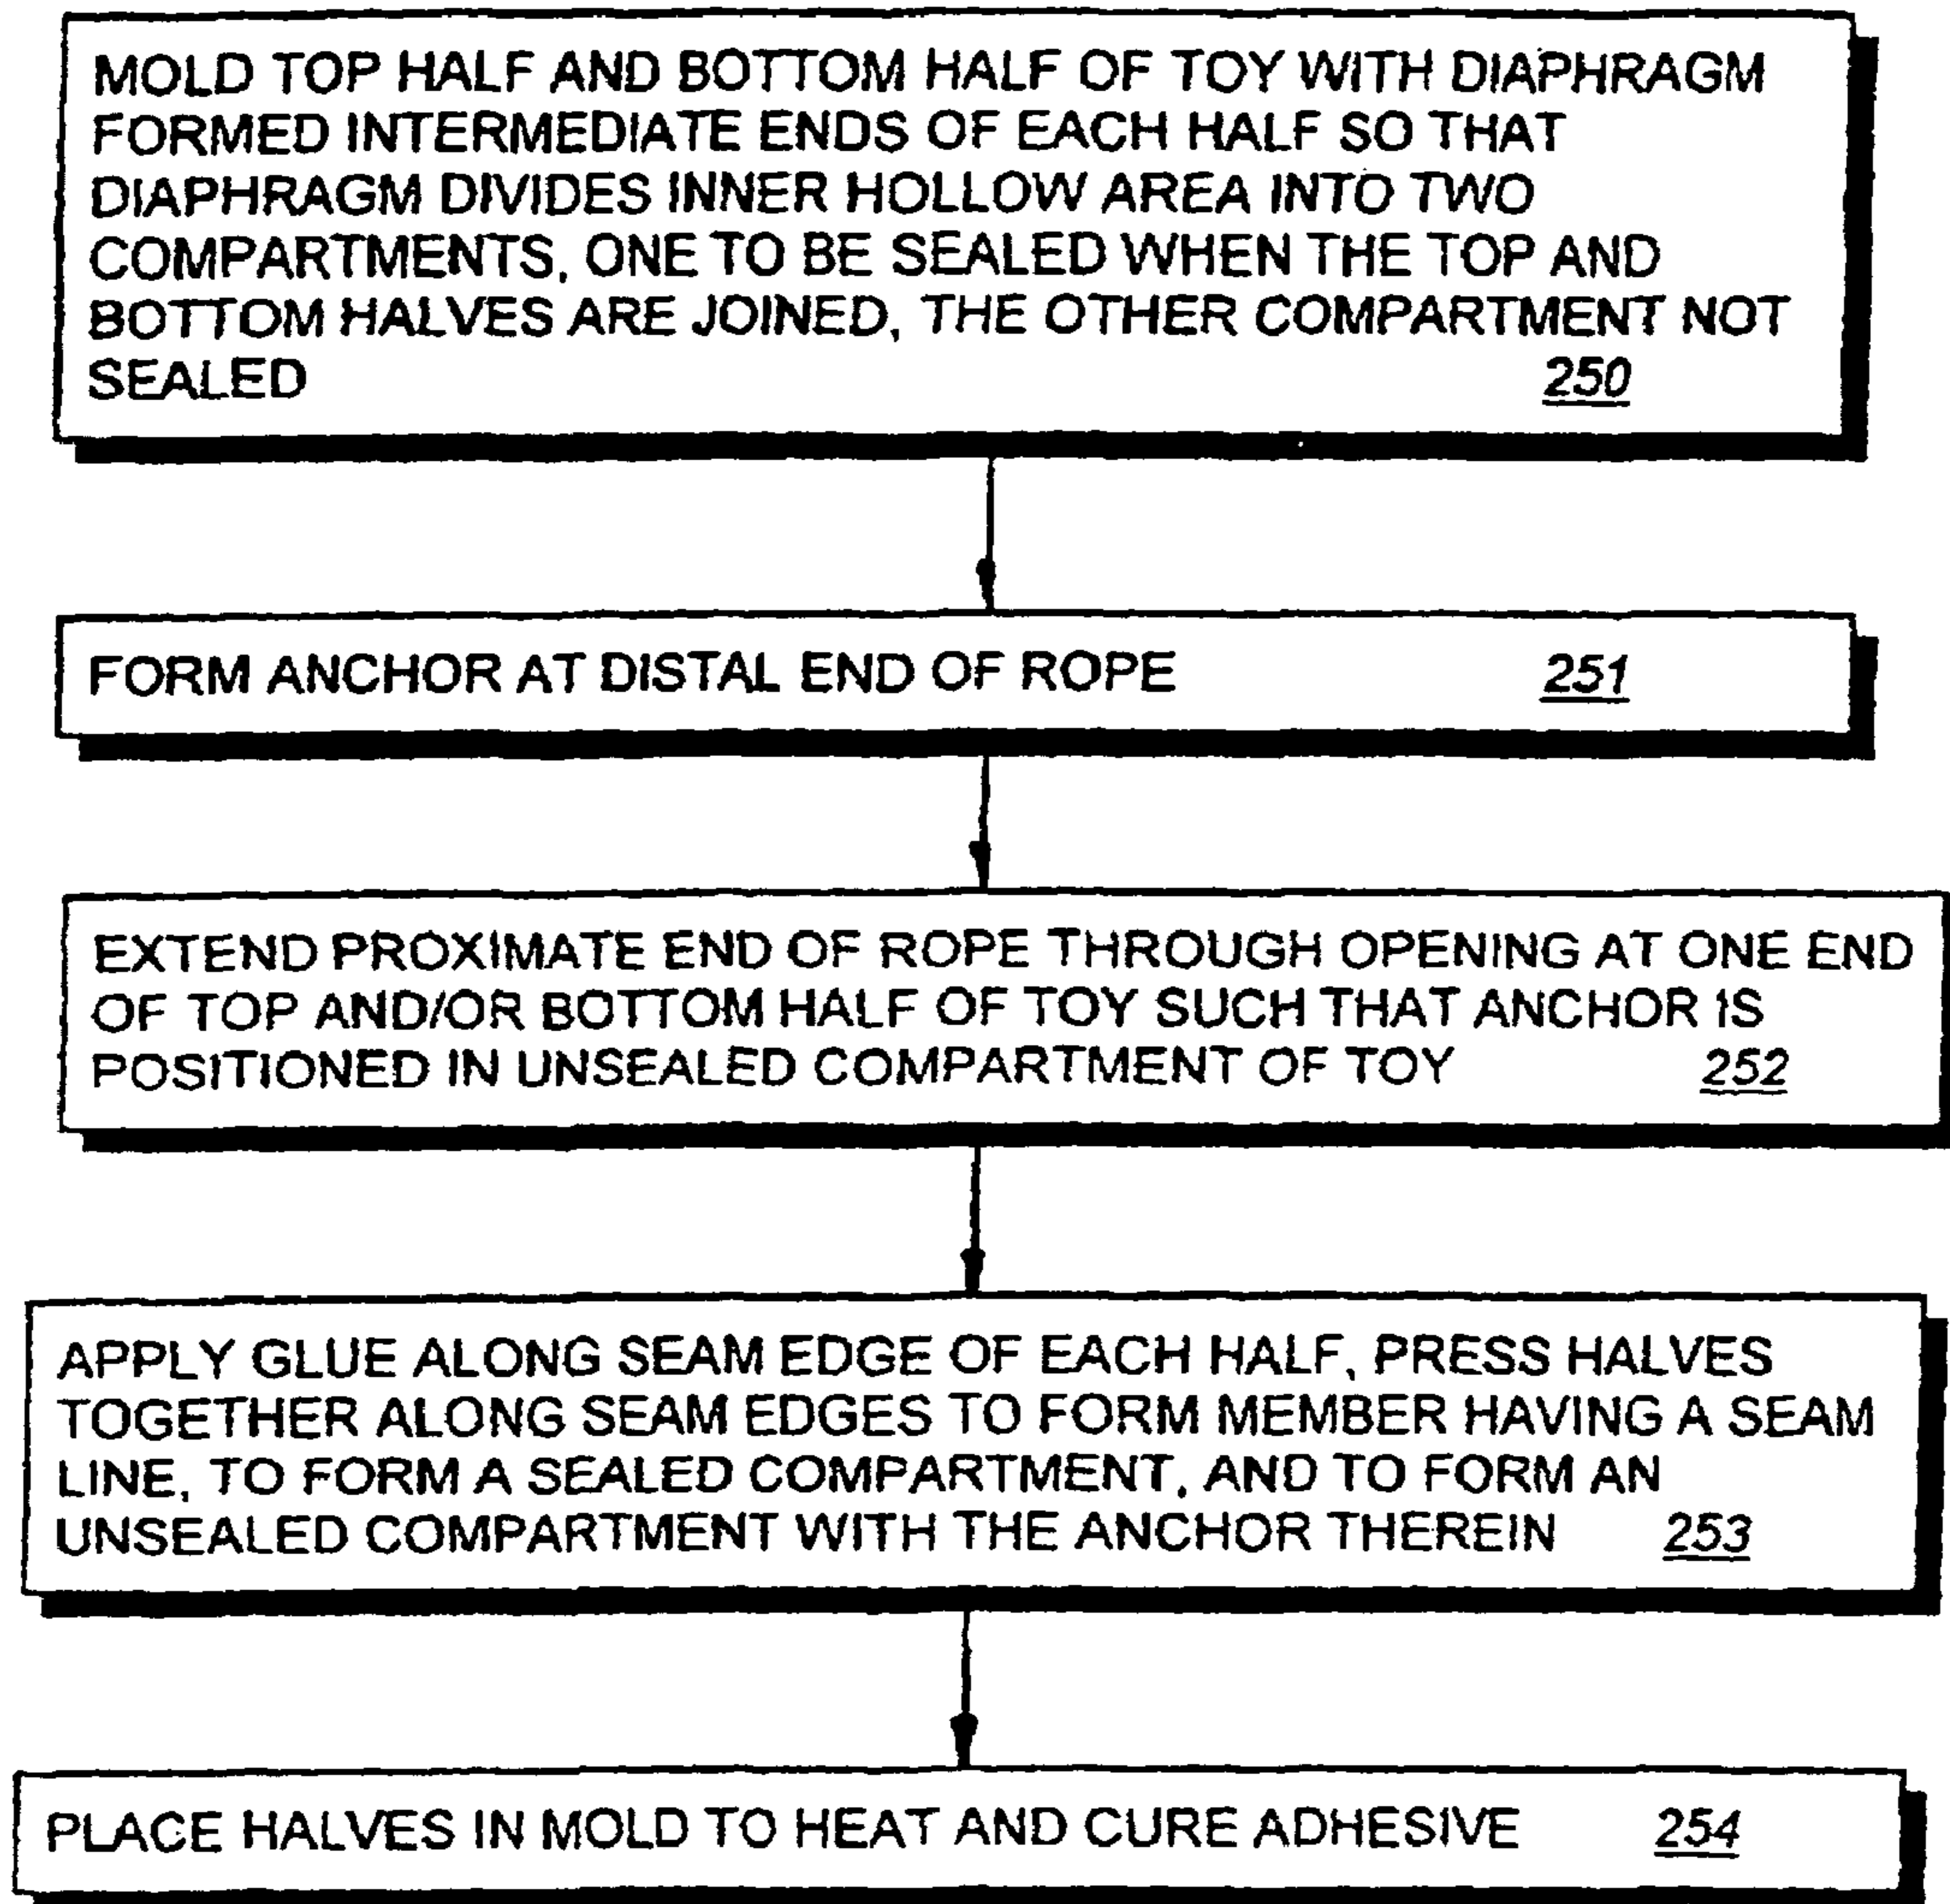 MOLD TOP HALF AND BOTTOM HALF OF TOY WITH DIAPHRAGM
FORMED INTERMEDIATE ENDS OF EACH HALF SO THAT
DIAPHRAGM DIVIDES INNER HOLLOW AREA INTO TWO
COMPARTMENTS, ONE TO BE SEALED WHEN THE TOP AND
BOTTOM HALVES ARE JOINED, THE OTHER COMPARTMENT NOT
SEALED 250
FORM ANCHOR AT DISTAL END OF ROPE 251
EXTEND PROXIMATE END OF ROPE THROUGH OPENING AT ONE END
OF TOP AND/OR BOTTOM HALF OF TOY SUCH THAT ANCHOR IS
POSITIONED IN UNSEALED COMPARTMENT OF TOY 252
APPLY GLUE ALONG SEAM EDGE OF EACH HALF, PRESS HALVES
TOGETHER ALONG SEAM EDGES TO FORM MEMBER HAVING A SEAM
LINE, TO FORM A SEALED COMPARTMENT, AND TO FORM AN
UNSEALED COMPARTMENT WITH THE ANCHOR THEREIN 253
PLACE HALVES IN MOLD TO HEAT AND CURE ADHESIVE 254